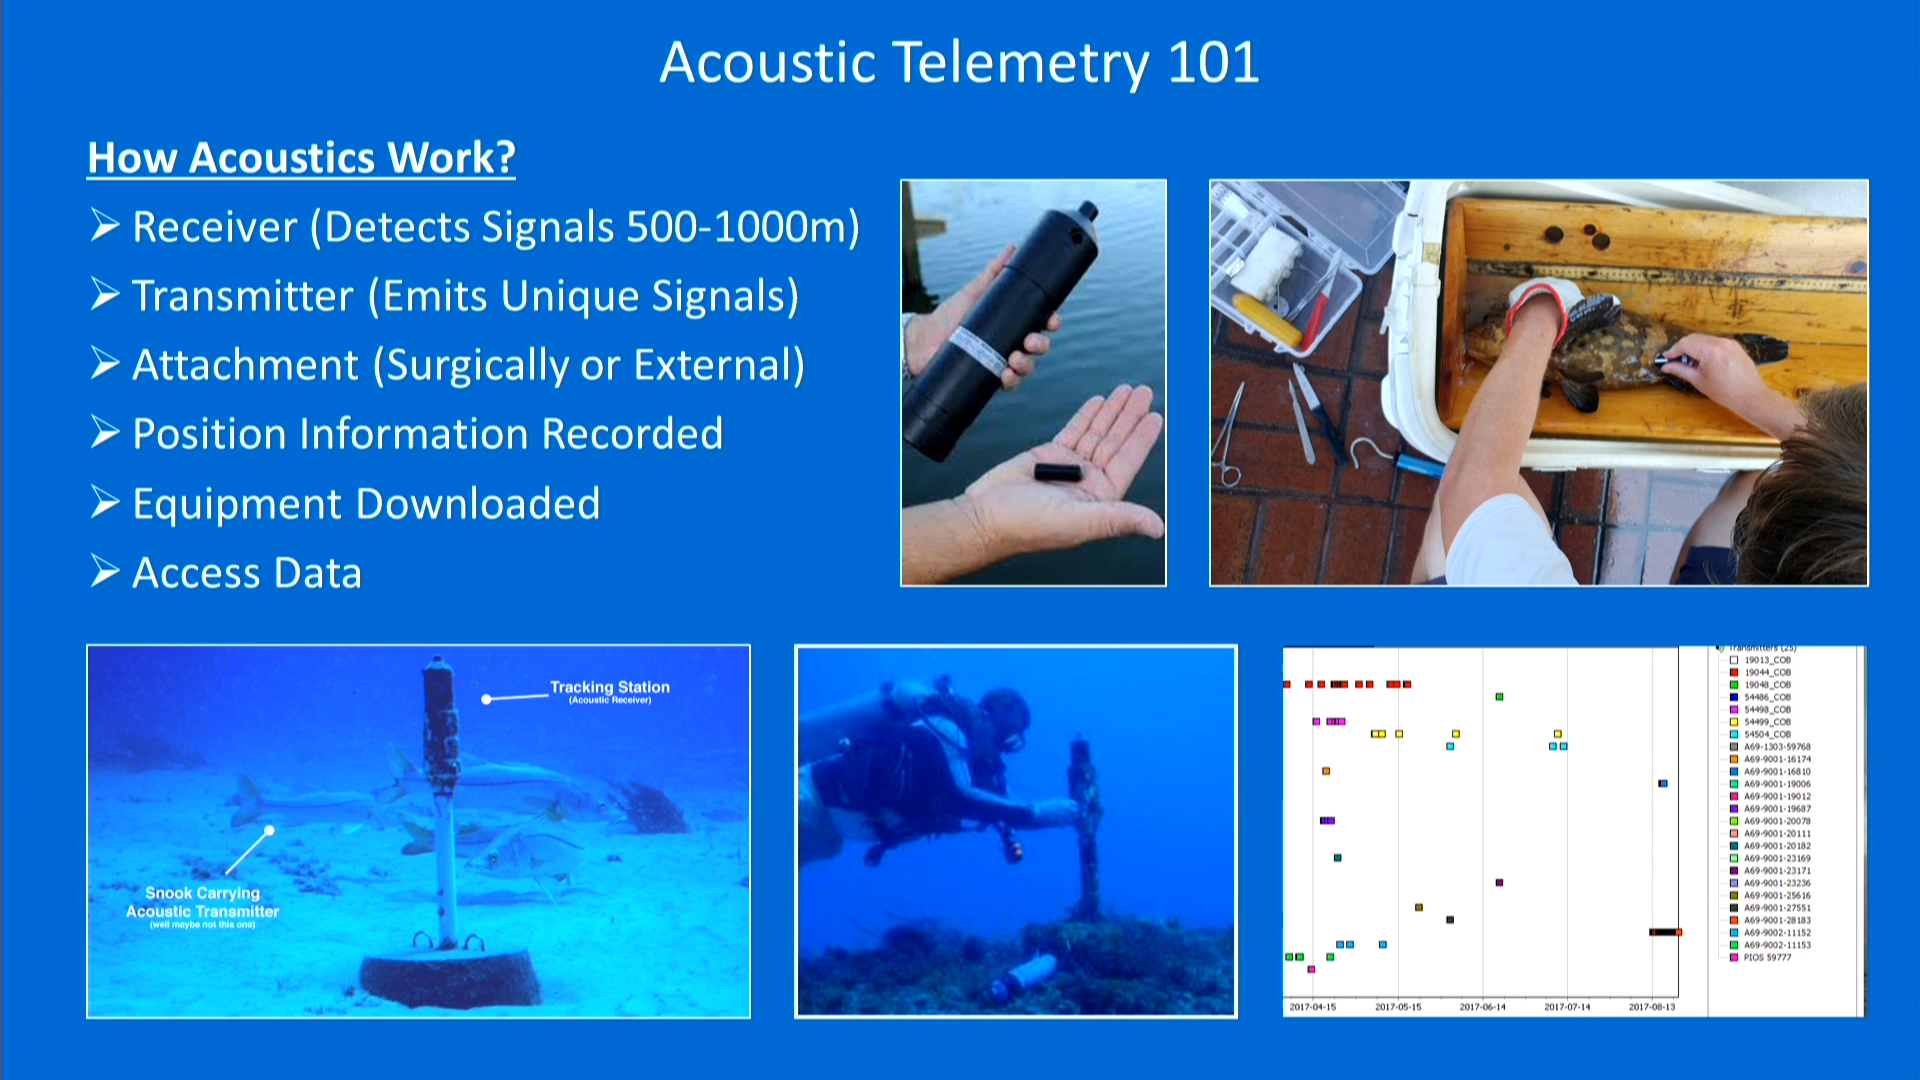 Acoustic Telemetry 101
How Acoustics Work?
Receiver (Detects Signals 500-1000m)
Transmitter (Emits Unique Signals)
Attachment (Surgically or External)
Position Information Recorded
Equipment Downloaded
Access Data
Tracking Station
(Acoustic Receiver)
Snook Carrying
Acoustic Transmitter
(well maybe not this one)
Transmitters (25)
19013_COB
19044_COB
19048_COB
54486_COB
54498_COB
54499_COB
54504_COB
A69-1303-59768
A69-9001-16174
A69-9001-16810
A69-9001-19006
A69-9001-19012
A69-9001-19687
A69-9001-20078
A69-9001-20111
A69-9001-20182
A69-9001-23169
A69-9001-23171
A69-9001-23236
A69-9001-25616
A69-9001-27551
A69-9001-28183
A69-9002-11152
A69-9002-11153
PIOS 59777
2017-04-15
2017-05-15
2017-06-14
2017-07-14
2017-08-13